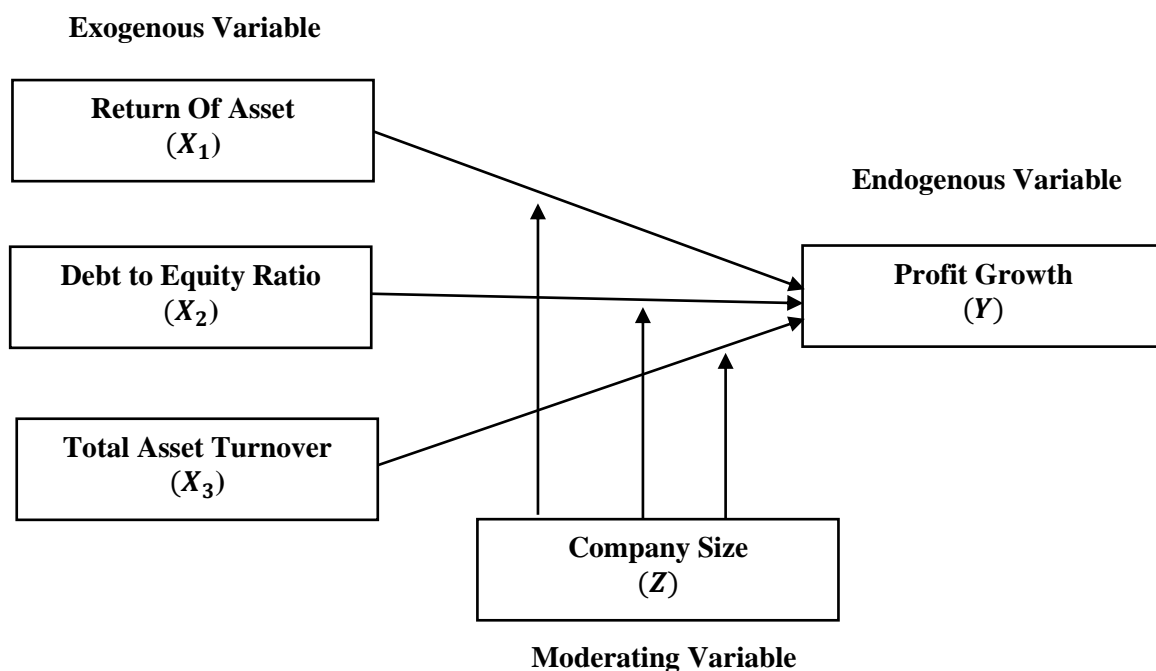 Exogenous Variable
Return Of Asset
(X₁)
Endogenous Variable
Debt to Equity Ratio
(X₂)
Profit Growth
(Y)
Total Asset Turnover
(X₃)
Company Size
(Z)
Moderating Variable